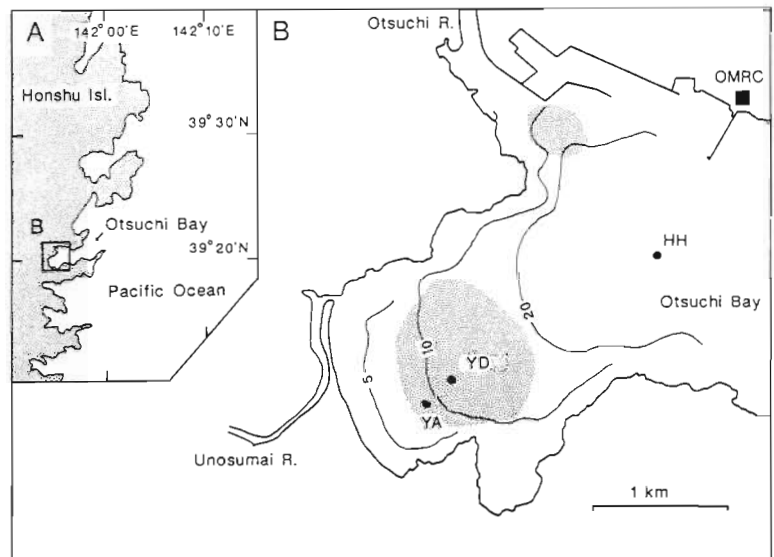 A
142°00'E
142°10'E
Honshu Isl.
39°30'N
B
Otsuchi Bay
39°20'N
Pacific Ocean
B
Otsuchi R.
OMRC
HH
Otsuchi Bay
20
10
5
YD
YA
Unosumai R.
1 km